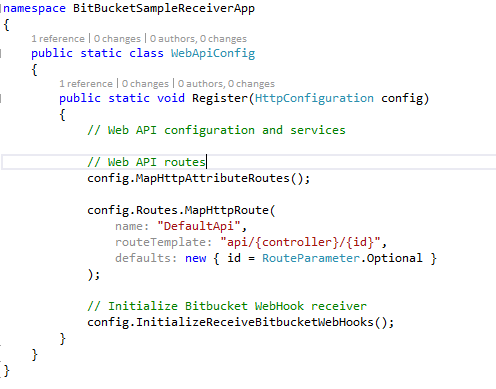 namespace BitBucketSampleReceiverApp
{
1 reference | 0 changes | 0 authors, 0 changes
public static class WebApiConfig
{
1 reference | 0 changes | 0 authors, 0 changes
public static void Register(HttpConfiguration config)
{
// Web API configuration and services
// Web API routes
config.MapHttpAttributeRoutes();
config.Routes.MapHttpRoute(
name: "DefaultApi",
routeTemplate: "api/{controller}/{id}",
defaults: new { id = RouteParameter.Optional }
);
// Initialize Bitbucket WebHook receiver
config.InitializeReceiveBitbucketWebHooks();
}
}
}